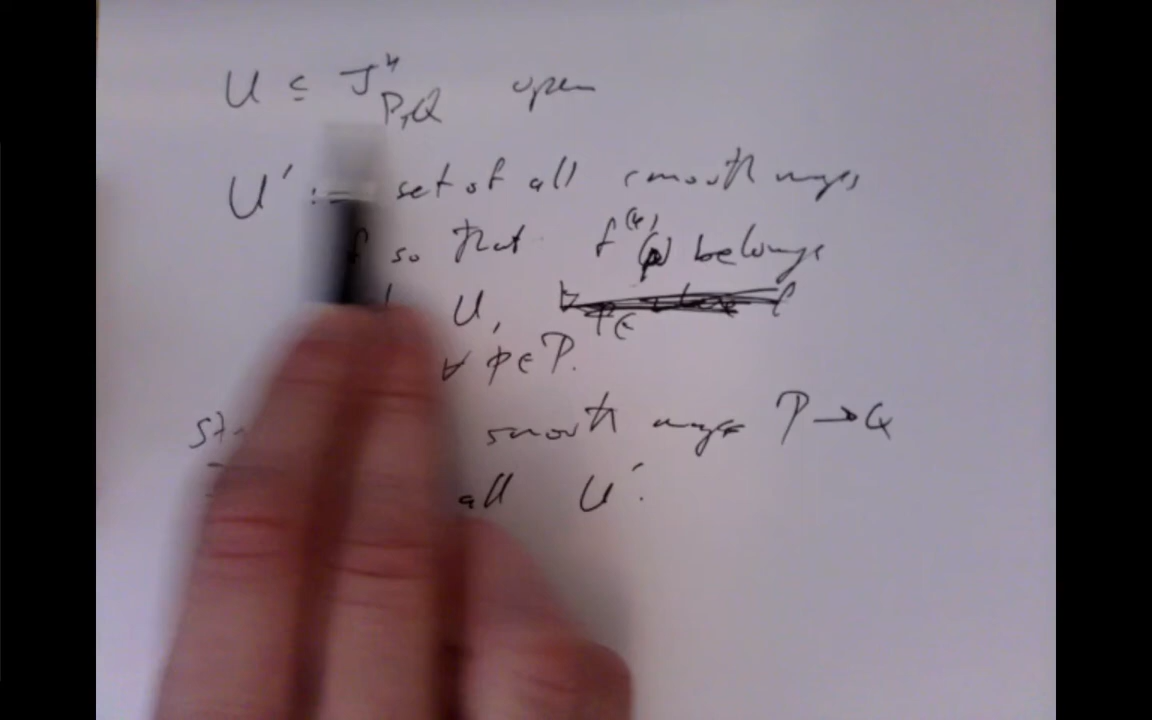 U ⊆ J^k_{P,Q} open
U' := set of all smooth maps
f so that f^{(k)}(p) belongs
U,
∀ p ∈ P.
smooth maps P → Q
all U'.